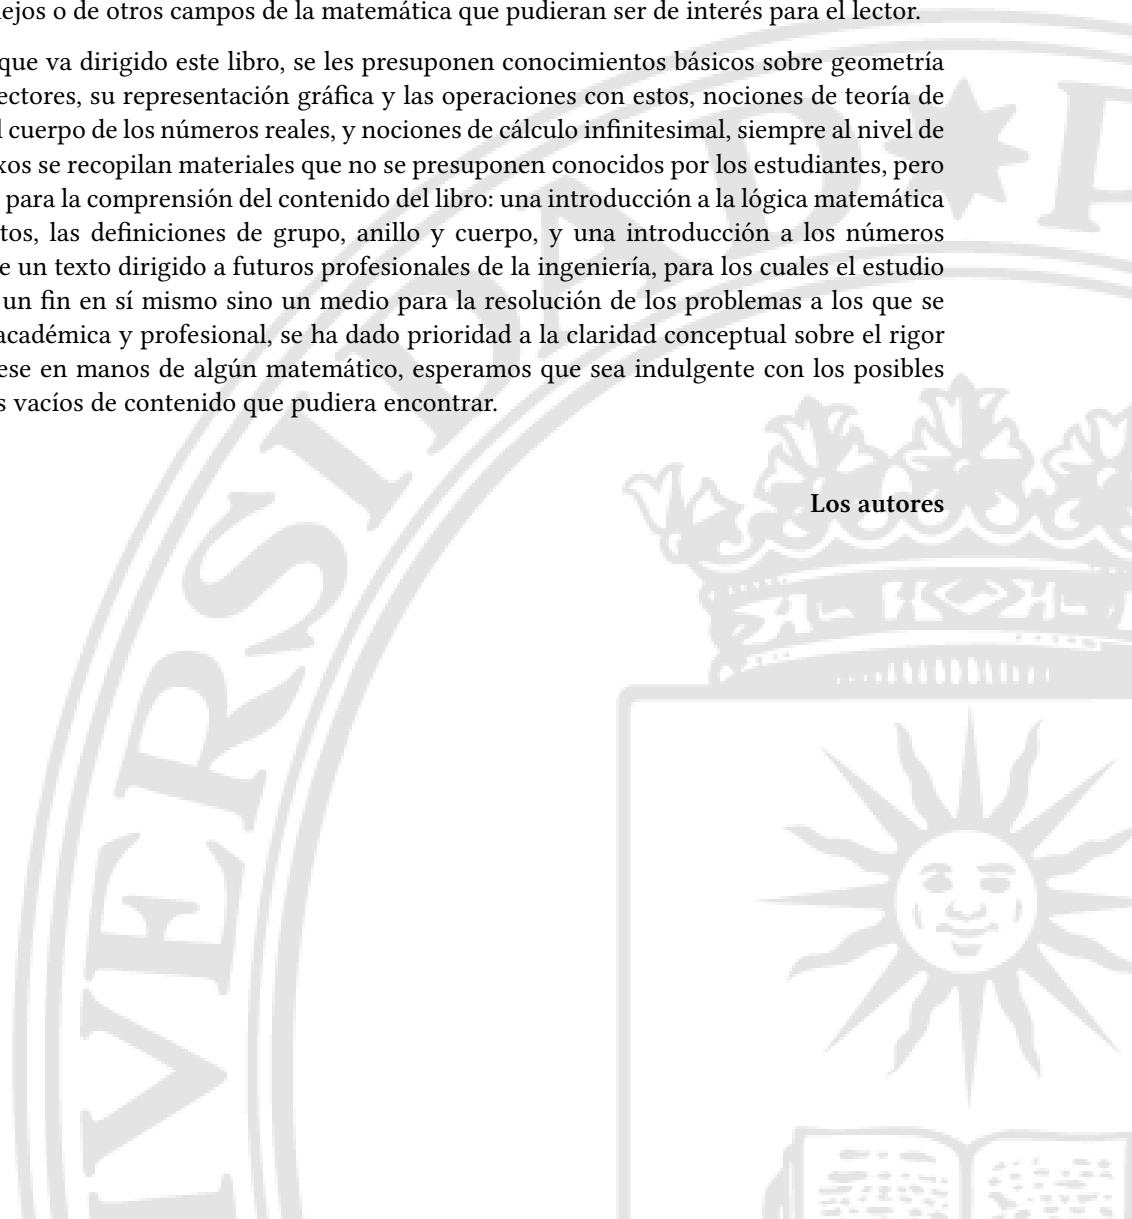 lejos o de otros campos de la matemática que pudieran ser de interés para el lector.
que va dirigido este libro, se les presuponen conocimientos básicos sobre geometría
ectores, su representación gráfica y las operaciones con estos, nociones de teoría de
l cuerpo de los números reales, y nociones de cálculo infinitesimal, siempre al nivel de
xos se recopilan materiales que no se presuponen conocidos por los estudiantes, pero
para la comprensión del contenido del libro: una introducción a la lógica matemática
tos, las definiciones de grupo, anillo y cuerpo, y una introducción a los números
e un texto dirigido a futuros profesionales de la ingeniería, para los cuales el estudio
un fin en sí mismo sino un medio para la resolución de los problemas a los que se
académica y profesional, se ha dado prioridad a la claridad conceptual sobre el rigor
ese en manos de algún matemático, esperamos que sea indulgente con los posibles
s vacíos de contenido que pudiera encontrar.
Los autores
IVERSIDAD P